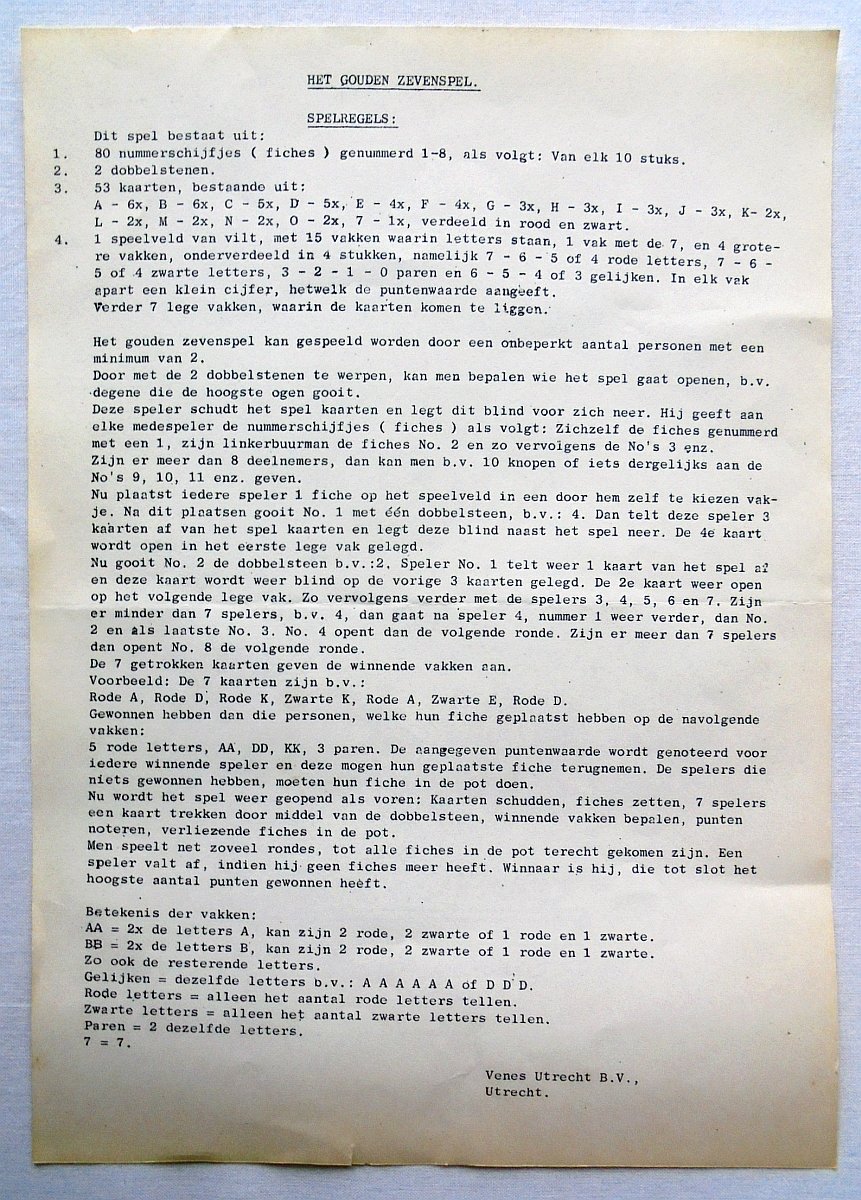 HET GOUDEN ZEVENSPEL.
SPELREGELS:
Dit spel bestaat uit:
1. 80 nummerschijfjes ( fiches ) genummerd 1-8, als volgt: Van elk 10 stuks.
2. 2 dobbelstenen.
3. 53 kaarten, bestaande uit:
A - 6x, B - 6x, C - 5x, D - 5x, E - 4x, F - 4x, G - 3x, H - 3x, I - 3x, J - 3x, K- 2x,
L - 2x, M - 2x, N - 2x, O - 2x, 7 - 1x, verdeeld in rood en zwart.
4. 1 speelveld van vilt, met 15 vakken waarin letters staan, 1 vak met de 7, en 4 grote-
re vakken, onderverdeeld in 4 stukken, namelijk 7 - 6 - 5 of 4 rode letters, 7 - 6 -
5 of 4 zwarte letters, 3 - 2 - 1 - 0 paren en 6 - 5 - 4 of 3 gelijken. In elk vak
apart een klein cijfer, hetwelk de puntenwaarde aangeeft.
Verder 7 lege vakken, waarin de kaarten komen te liggen.
Het gouden zevenspel kan gespeeld worden door een onbeperkt aantal personen met een
minimum van 2.
Door met de 2 dobbelstenen te werpen, kan men bepalen wie het spel gaat openen, b.v.
degene die de hoogste ogen gooit.
Deze speler schudt het spel kaarten en legt dit blind voor zich neer. Hij geeft aan
elke medespeler de nummerschijfjes ( fiches ) als volgt: Zichzelf de fiches genummerd
met een 1, zijn linkerbuurman de fiches No. 2 en zo vervolgens de No's 3 enz.
Zijn er meer dan 8 deelnemers, dan kan men b.v. 10 knopen of iets dergelijks aan de
No's 9, 10, 11 enz. geven.
Nu plaatst iedere speler 1 fiche op het speelveld in een door hem zelf te kiezen vak-
je. Na dit plaatsen gooit No. 1 met één dobbelsteen, b.v.: 4. Dan telt deze speler 3
kaarten af van het spel kaarten en legt deze blind naast het spel neer. De 4e kaart
wordt open in het eerste lege vak gelegd.
Nu gooit No. 2 de dobbelsteen b.v.:2. Speler No. 1 telt weer 1 kaart van het spel af
en deze kaart wordt weer blind op de vorige 3 kaarten gelegd. De 2e kaart weer open
op het volgende lege vak. Zo vervolgens verder met de spelers 3, 4, 5, 6 en 7. Zijn
er minder dan 7 spelers, b.v. 4, dan gaat na speler 4, nummer 1 weer verder, dan No.
2 en als laatste No. 3. No. 4 opent dan de volgende ronde. Zijn er meer dan 7 spelers
dan opent No. 8 de volgende ronde.
De 7 getrokken kaarten geven de winnende vakken aan.
Voorbeeld: De 7 kaarten zijn b.v.:
Rode A, Rode D, Rode K, Zwarte K, Rode A, Zwarte E, Rode D.
Gewonnen hebben dan die personen, welke hun fiche geplaatst hebben op de navolgende
vakken:
5 rode letters, AA, DD, KK, 3 paren. De aangegeven puntenwaarde wordt genoteerd voor
iedere winnende speler en deze mogen hun geplaatste fiche terugnemen. De spelers die
niets gewonnen hebben, moeten hun fiche in de pot doen.
Nu wordt het spel weer geopend als voren: Kaarten schudden, fiches zetten, 7 spelers
een kaart trekken door middel van de dobbelsteen, winnende vakken bepalen, punten
noteren, verliezende fiches in de pot.
Men speelt net zoveel rondes, tot alle fiches in de pot terecht gekomen zijn. Een
speler valt af, indien hij geen fiches meer heeft. Winnaar is hij, die tot slot het
hoogste aantal punten gewonnen heeft.
Betekenis der vakken:
AA = 2x de letters A, kan zijn 2 rode, 2 zwarte of 1 rode en 1 zwarte.
BB = 2x de letters B, kan zijn 2 rode, 2 zwarte of 1 rode en 1 zwarte.
Zo ook de resterende letters.
Gelijken = dezelfde letters b.v.: A A A A A A of D D D.
Rode letters = alleen het aantal rode letters tellen.
Zwarte letters = alleen het aantal zwarte letters tellen.
Paren = 2 dezelfde letters.
7 = 7.
Venes Utrecht B.V.,
Utrecht.